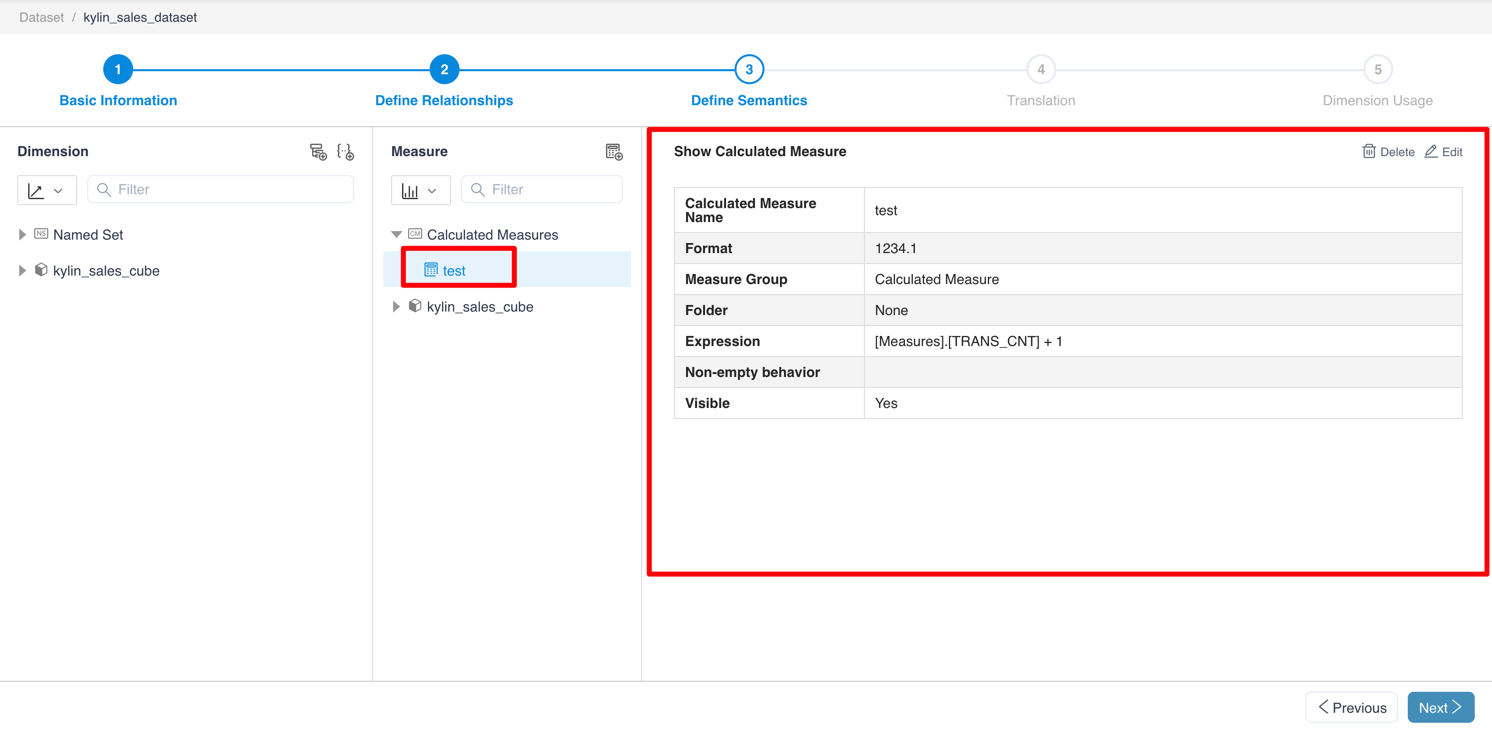 Dataset / kylin_sales_dataset
1 2 3 4 5
Basic Information Define Relationships Define Semantics Translation Dimension Usage
Dimension
Filter
NS Named Set
kylin_sales_cube
Measure
Filter
CM Calculated Measures
test
kylin_sales_cube
Show Calculated Measure Delete Edit
Calculated Measure
Name test
Format 1234.1
Measure Group Calculated Measure
Folder None
Expression [Measures].[TRANS_CNT] + 1
Non-empty behavior
Visible Yes
Previous Next